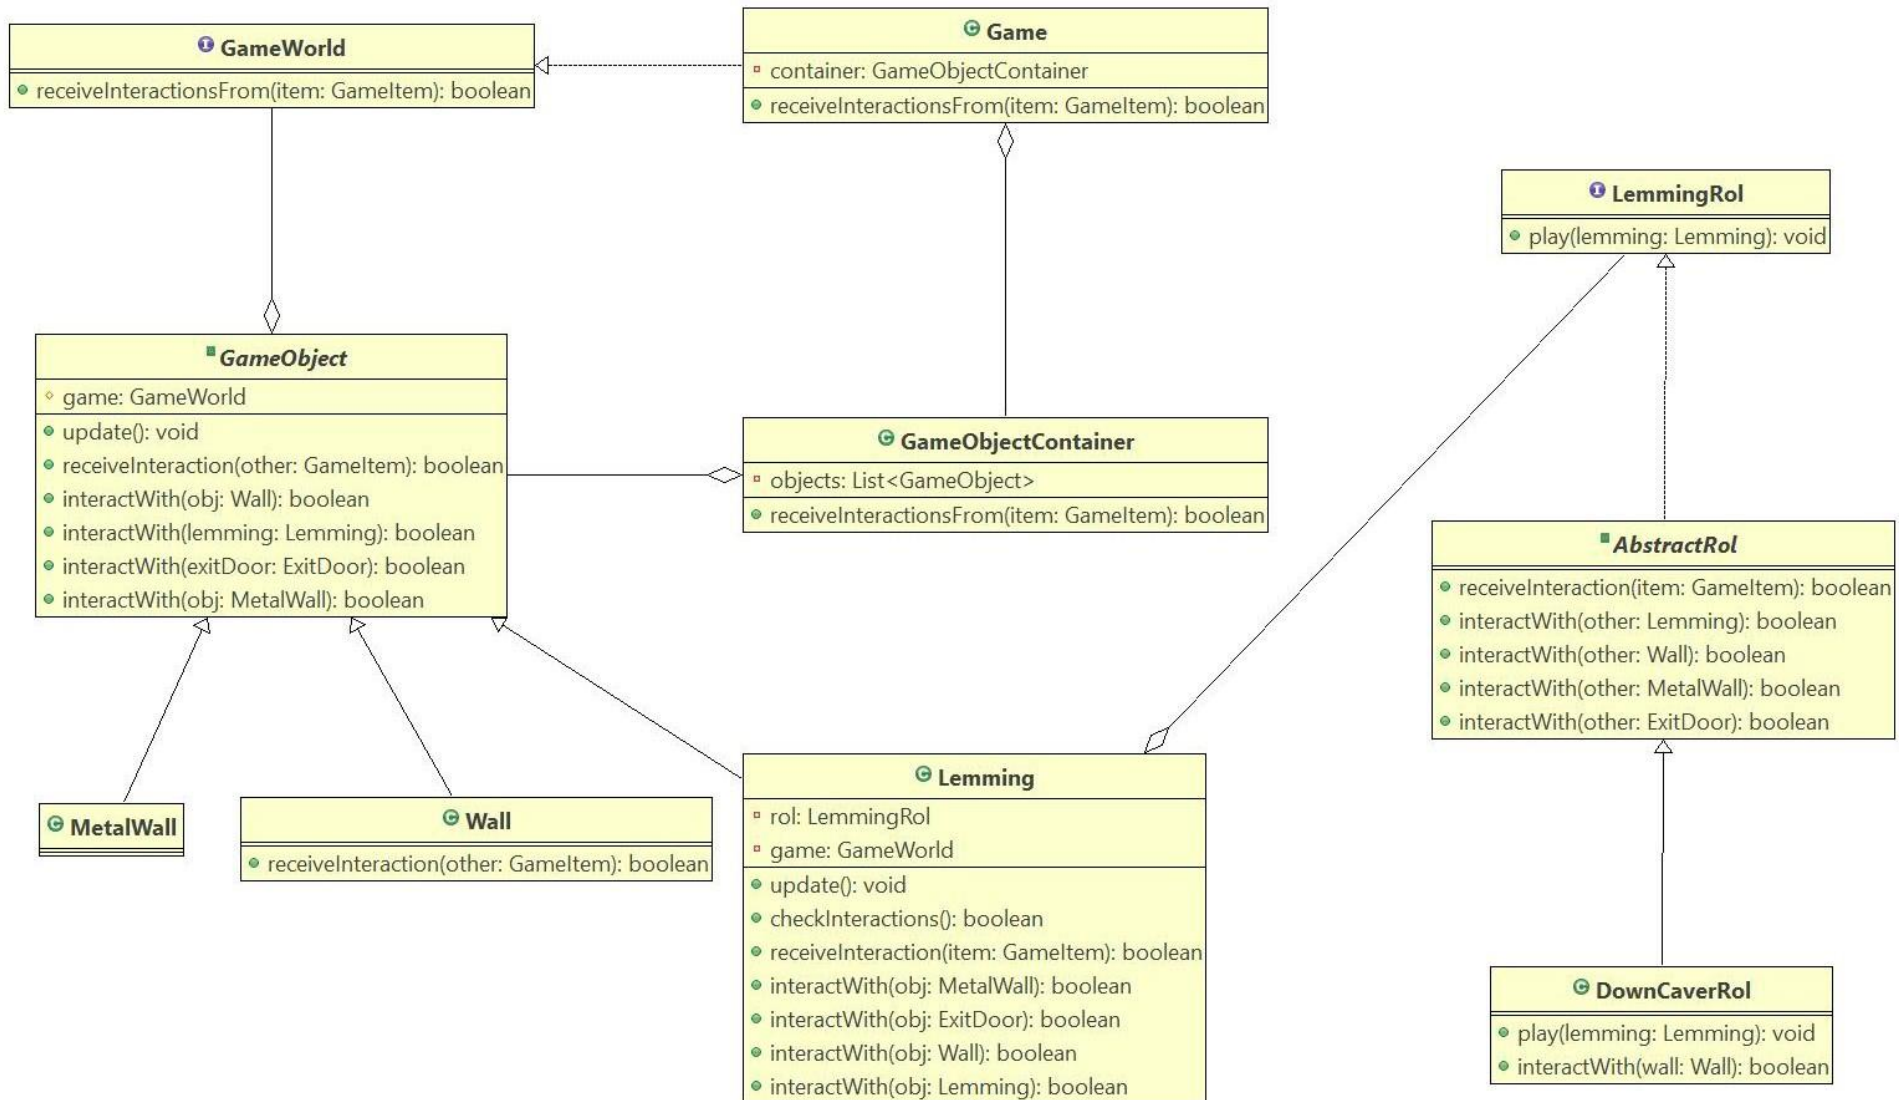 GameWorld
receiveInteractionsFrom(item: GameItem): boolean
Game
container: GameObjectContainer
receiveInteractionsFrom(item: GameItem): boolean
LemmingRol
play(lemming: Lemming): void
GameObject
game: GameWorld
update(): void
receiveInteraction(other: GameItem): boolean
interactWith(obj: Wall): boolean
interactWith(lemming: Lemming): boolean
interactWith(exitDoor: ExitDoor): boolean
interactWith(obj: MetalWall): boolean
GameObjectContainer
objects: List<GameObject>
receiveInteractionsFrom(item: GameItem): boolean
AbstractRol
receiveInteraction(item: GameItem): boolean
interactWith(other: Lemming): boolean
interactWith(other: Wall): boolean
interactWith(other: MetalWall): boolean
interactWith(other: ExitDoor): boolean
MetalWall
Wall
receiveInteraction(other: GameItem): boolean
Lemming
rol: LemmingRol
game: GameWorld
update(): void
checkInteractions(): boolean
receiveInteraction(item: GameItem): boolean
interactWith(obj: MetalWall): boolean
interactWith(obj: ExitDoor): boolean
interactWith(obj: Wall): boolean
interactWith(obj: Lemming): boolean
DownCaverRol
play(lemming: Lemming): void
interactWith(wall: Wall): boolean